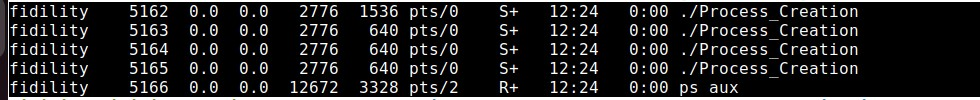 fidility 5162 0.0 0.0 2776 1536 pts/0 S+ 12:24 0:00 ./Process_Creation
fidility 5163 0.0 0.0 2776 640 pts/0 S+ 12:24 0:00 ./Process_Creation
fidility 5164 0.0 0.0 2776 640 pts/0 S+ 12:24 0:00 ./Process_Creation
fidility 5165 0.0 0.0 2776 640 pts/0 S+ 12:24 0:00 ./Process_Creation
fidility 5166 0.0 0.0 12672 3328 pts/2 R+ 12:24 0:00 ps aux